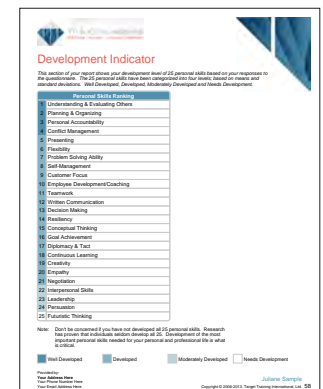 Development Indicator
This section of your report shows your development level of 25 personal skills based on your responses to
the questionnaire. The 25 personal skills have been categorized into four levels; based on means and
standard deviations. Well Developed, Developed, Moderately Developed and Needs Development.
Personal Skills Ranking
1 Understanding & Evaluating Others
2 Planning & Organizing
3 Personal Accountability
4 Conflict Management
5 Presenting
6 Flexibility
7 Problem Solving Ability
8 Self-Management
9 Customer Focus
10 Employee Development/Coaching
11 Teamwork
12 Written Communication
13 Decision Making
14 Resiliency
15 Conceptual Thinking
16 Goal Achievement
17 Diplomacy & Tact
18 Continuous Learning
19 Creativity
20 Empathy
21 Negotiation
22 Interpersonal Skills
23 Leadership
24 Persuasion
25 Futuristic Thinking
Note: Don't be concerned if you have not developed all 25 personal skills. Research
has proven that individuals seldom develop all 25. Development of the most
important personal skills needed for your personal and professional life is what
is critical.
Well Developed Developed Moderately Developed Needs Development
Provided by:
Your Address Here
Your Phone Number Here
Your Email Address Here
Juliane Sample
Copyright © 2008-2013. Target Training International, Ltd. 58